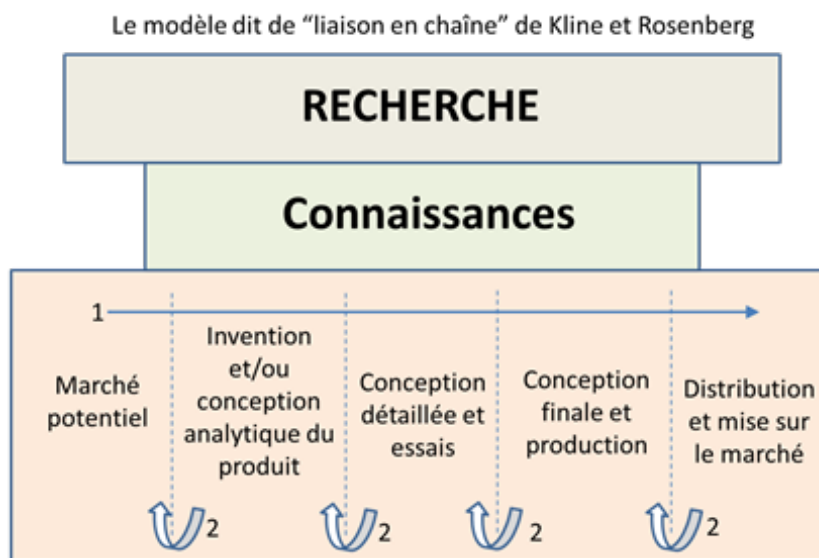 Le modèle dit de “liaison en chaîne” de Kline et Rosenberg
RECHERCHE
Connaissances
1
Marché
potentiel
Invention
et/ou
conception
analytique du
produit
Conception
détaillée et
essais
Conception
finale et
production
Distribution
et mise sur
le marché
2
2
2
2